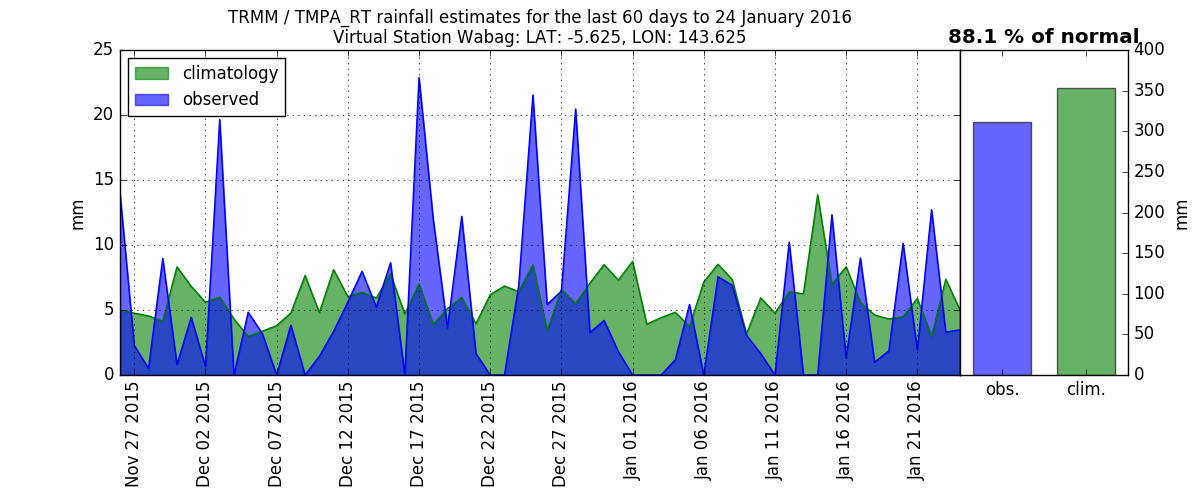 TRMM / TMPA_RT rainfall estimates for the last 60 days to 24 January 2016
Virtual Station Wabag: LAT: -5.625, LON: 143.625
88.1 % of normal
climatology
observed
25
20
15
10
5
0
mm
Nov 27 2015
Dec 02 2015
Dec 07 2015
Dec 12 2015
Dec 17 2015
Dec 22 2015
Dec 27 2015
Jan 01 2016
Jan 06 2016
Jan 11 2016
Jan 16 2016
Jan 21 2016
obs.
clim.
400
350
300
250
200
150
100
50
0
mm